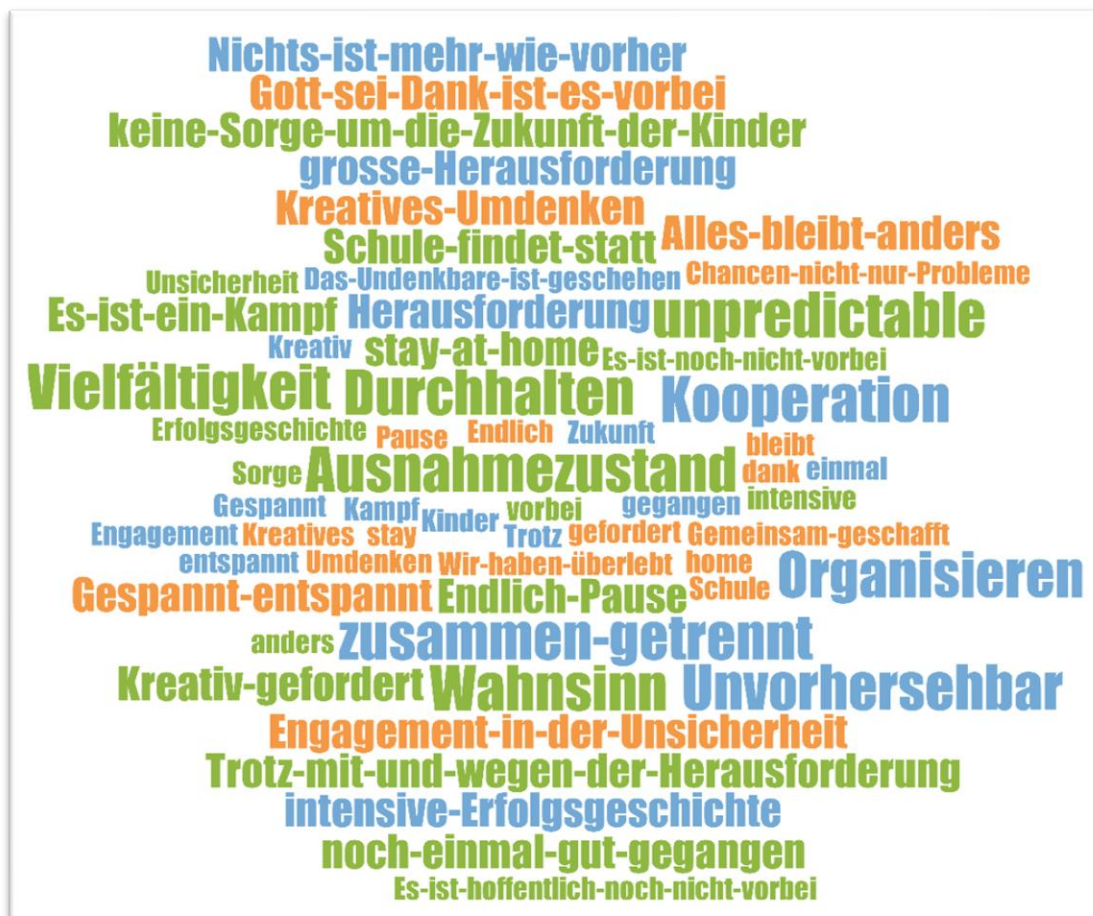 Nichts-ist-mehr-wie-vorher
Gott-sei-Dank-ist-es-vorbei
keine-Sorge-um-die-Zukunft-der-Kinder
grosse-Herausforderung
Kreatives-Umdenken
Schule-findet-statt Alles-bleibt-anders
Unsicherheit Das-Undenkbare-ist-geschehen Chancen-nicht-nur-Probleme
Es-ist-ein-Kampf Herausforderung unpredictable
Kreativ stay-at-home Es-ist-noch-nicht-vorbei
Vielfältigkeit Durchhalten Kooperation
Erfolgsgeschichte Pause Endlich Zukunft bleibt
Sorge Ausnahmezustand dank einmal
Gespannt Kampf Kinder vorbei gegangen intensive
Engagement Kreatives stay Trotz gefordert Gemeinsam-geschafft
entspannt Umdenken Wir-haben-überlebt home Organisieren
Gespannt-entspannt Endlich-Pause Schule
anders zusammen-getrennt
Kreativ-gefordert Wahnsinn Unvorhersehbar
Engagement-in-der-Unsicherheit
Trotz-mit-und-wegen-der-Herausforderung
intensive-Erfolgsgeschichte
noch-einmal-gut-gegangen
Es-ist-hoffentlich-noch-nicht-vorbei